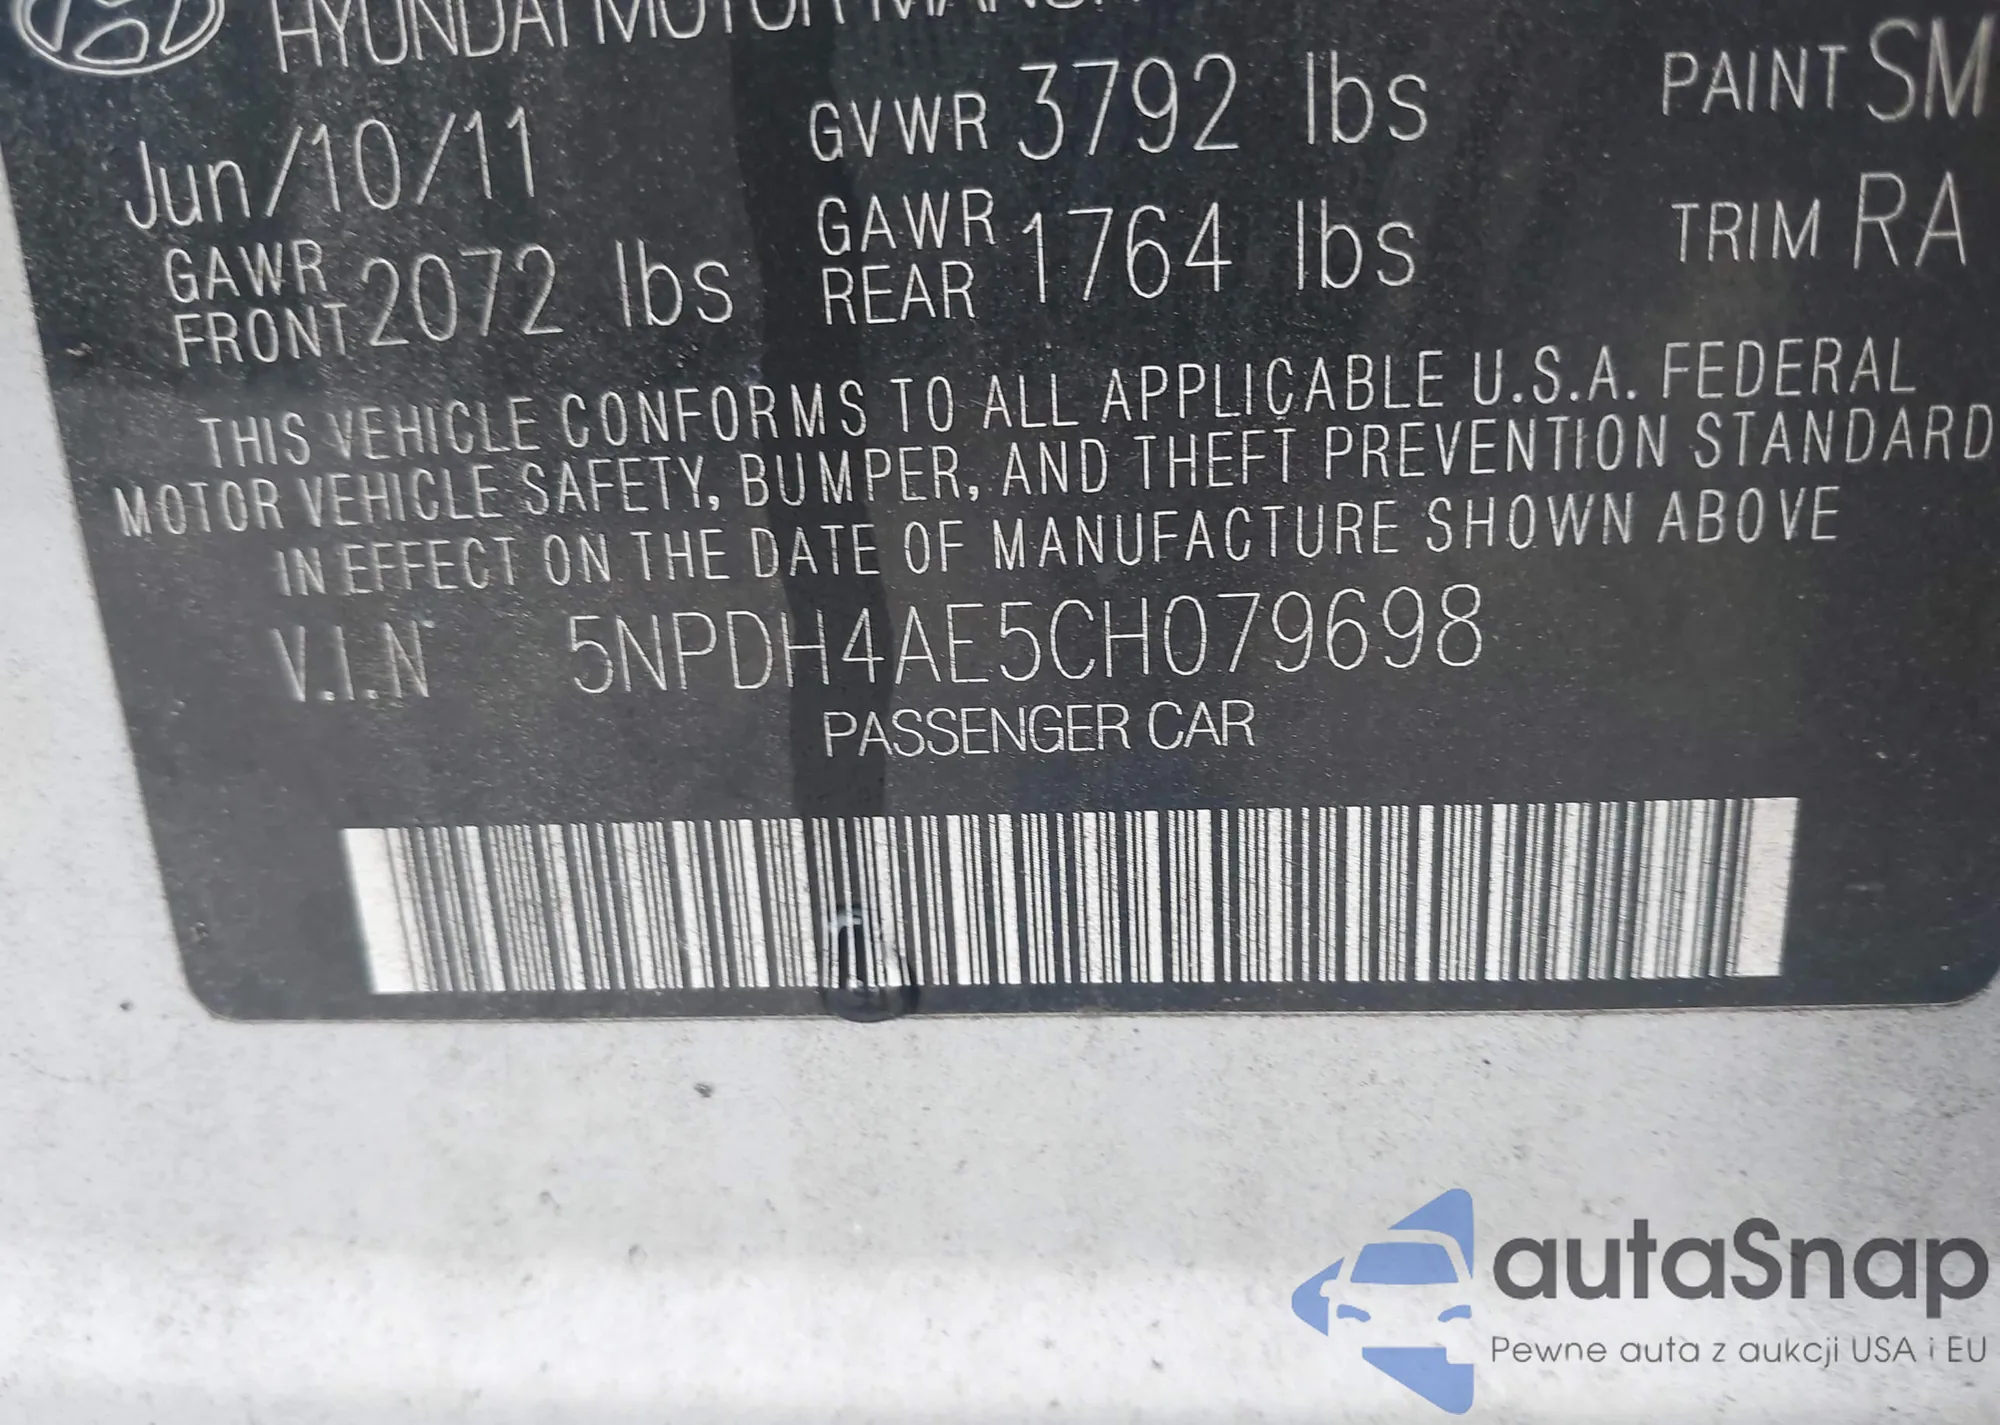 HYUNDAI MOTOR
Jun/10/11 GVWR 3792 lbs PAINT SM
GAWR FRONT 2072 lbs GAWR REAR 1764 lbs TRIM RA
THIS VEHICLE CONFORMS TO ALL APPLICABLE U.S.A. FEDERAL
MOTOR VEHICLE SAFETY, BUMPER, AND THEFT PREVENTION STANDARD
IN EFFECT ON THE DATE OF MANUFACTURE SHOWN ABOVE
V.I.N 5NPDH4AE5CH079698
PASSENGER CAR
autaSnap
Pewne auta z aukcji USA i EU